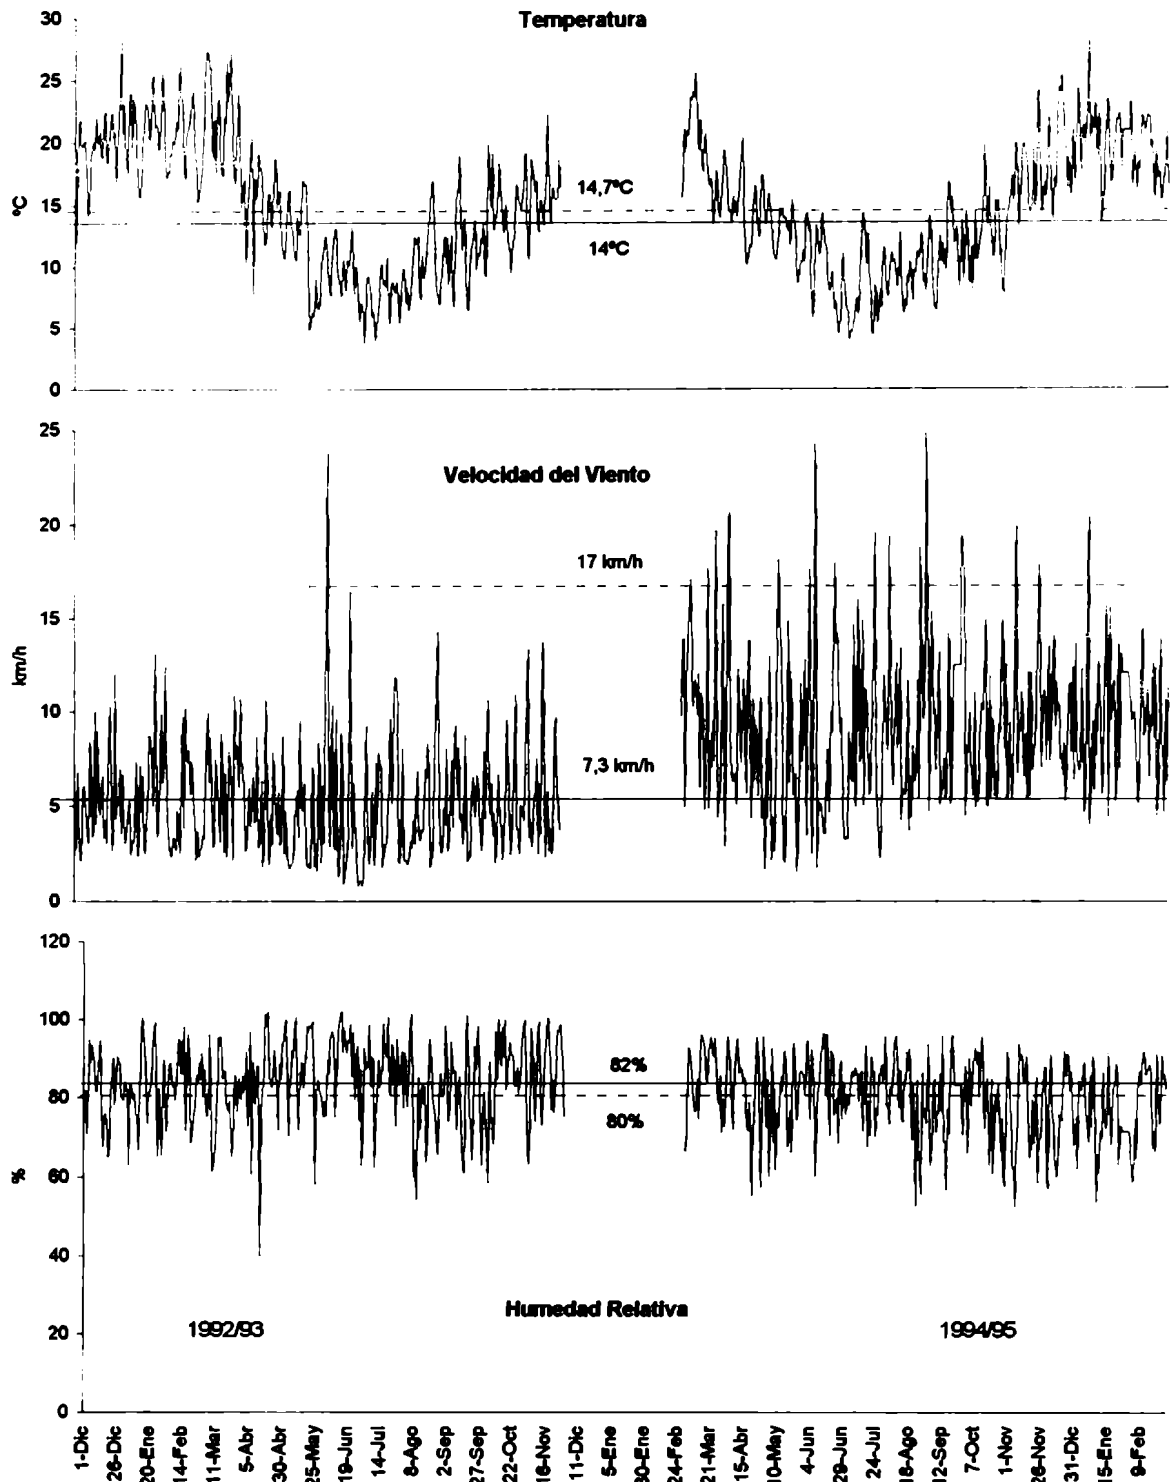 Temperatura
30
25
20
15
10
5
0
ºC
14,7ºC
14ºC
Velocidad del Viento
25
20
15
10
5
0
km/h
17 km/h
7,3 km/h
120
100
80
60
40
20
0
%
82%
80%
Humedad Relativa
1992/93
1994/95
1-Dic
26-Dic
20-Ene
14-Feb
11-Mar
5-Abr
30-Abr
25-May
19-Jun
14-Jul
8-Ago
2-Sep
27-Sep
22-Oct
16-Nov
11-Dic
5-Ene
30-Ene
24-Feb
21-Mar
15-Abr
10-May
4-Jun
29-Jun
24-Jul
18-Ago
12-Sep
7-Oct
1-Nov
26-Nov
31-Dic
15-Ene
9-Feb